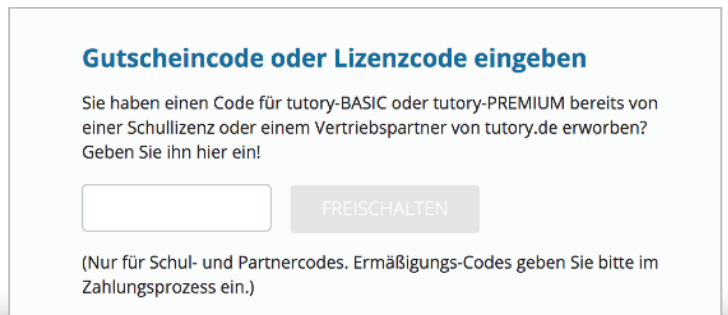 Gutscheincode oder Lizenzcode eingeben
Sie haben einen Code für tutory-BASIC oder tutory-PREMIUM bereits von
einer Schullizenz oder einem Vertriebspartner von tutory.de erworben?
Geben Sie ihn hier ein!
FREISCHALTEN
(Nur für Schul- und Partnercodes. Ermäßigungs-Codes geben Sie bitte im
Zahlungsprozess ein.)